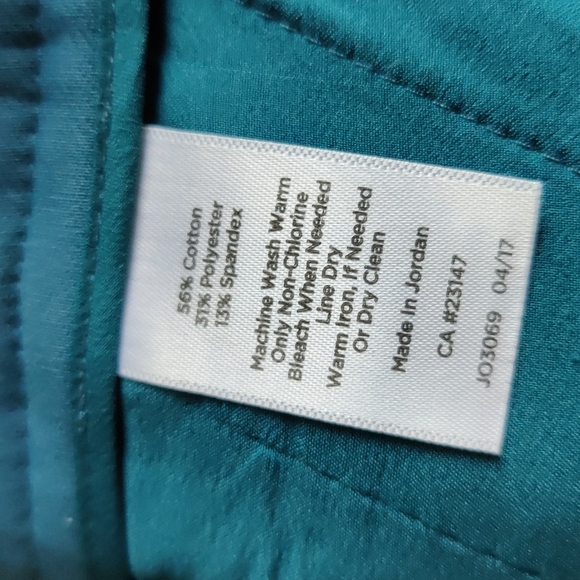 56% Cotton
31% Polyester
13% Spandex
Machine Wash Warm
Only Non-Chlorine
Bleach When Needed
Line Dry
Warm Iron, If Needed
Or Dry Clean
Made In Jordan
CA #23147
JO3069 04/17